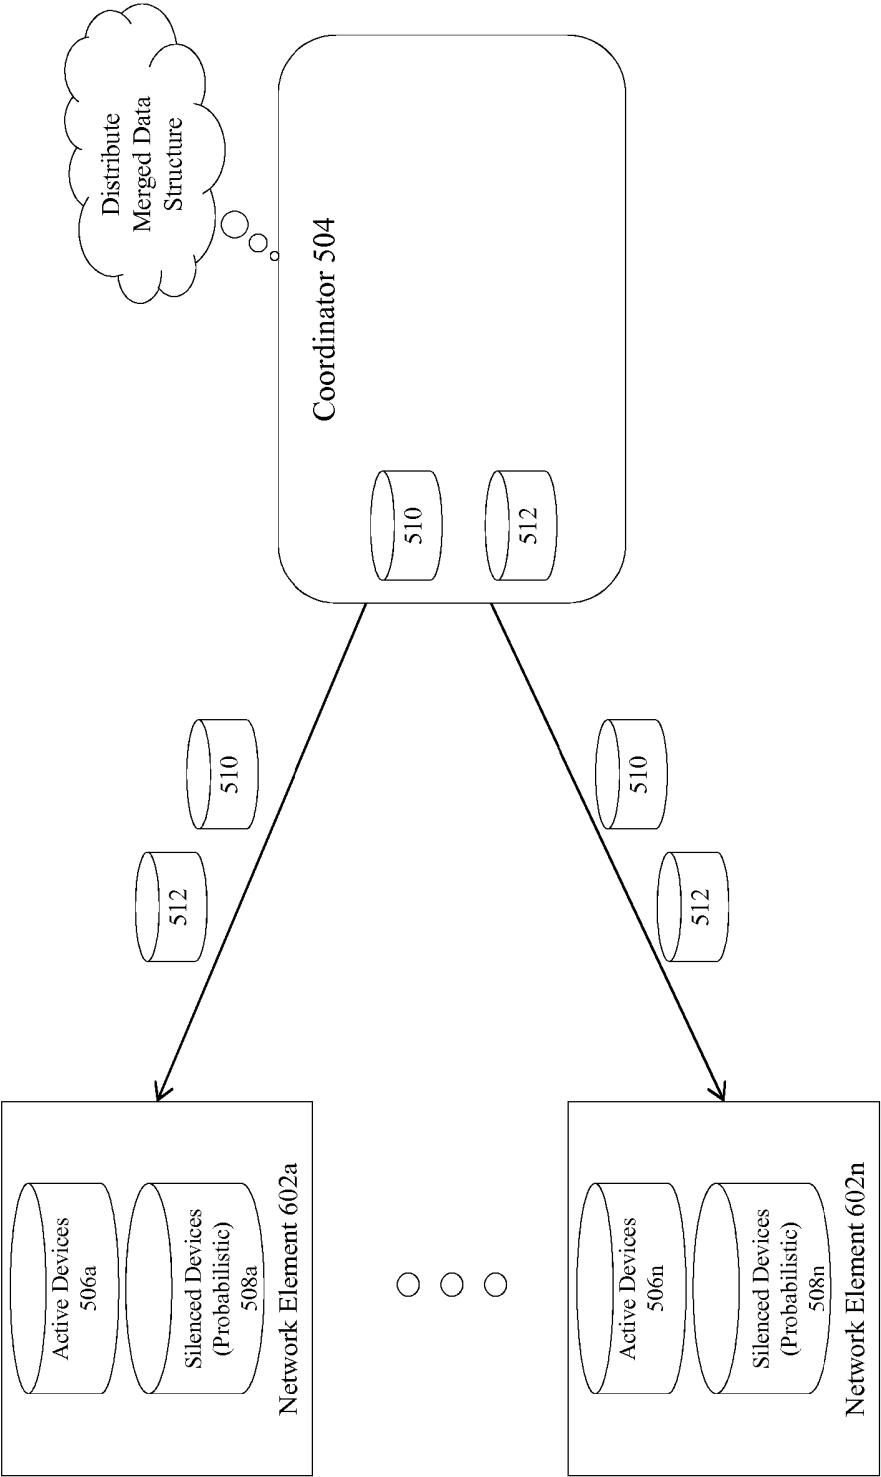 Distribute
Merged Data
Structure
Coordinator 504
510
512
510
512
510
512
Active Devices
506a
Silenced Devices
(Probabilistic)
508a
Network Element 602a
Active Devices
506n
Silenced Devices
(Probabilistic)
508n
Network Element 602n